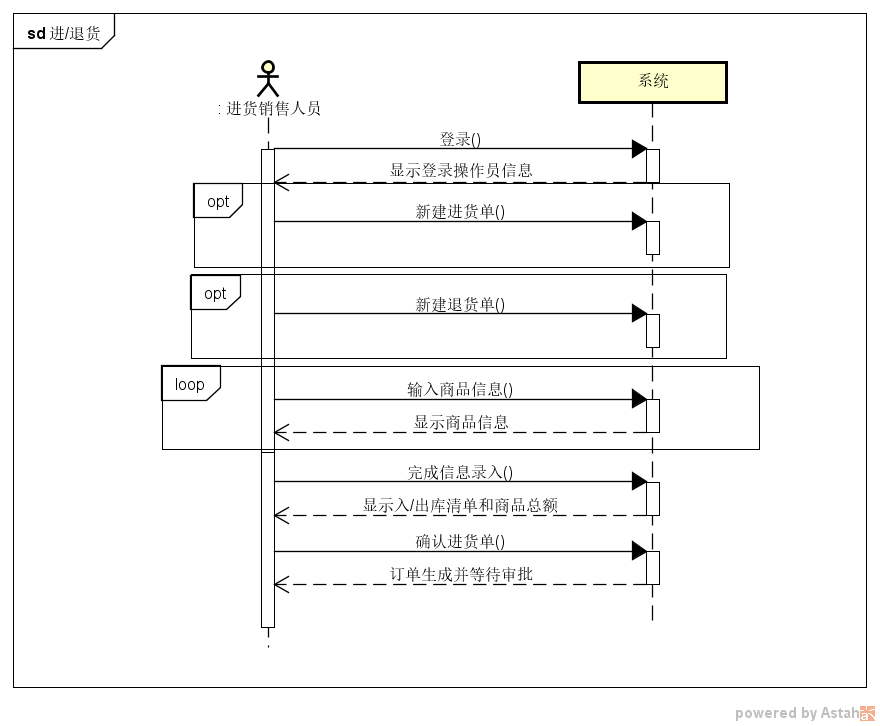 sd 进/退货
: 进货销售人员
系统
登录()
显示登录操作员信息
opt
新建进货单()
opt
新建退货单()
loop
输入商品信息()
显示商品信息
完成信息录入()
显示入/出库清单和商品总额
确认进货单()
订单生成并等待审批
powered by Astah